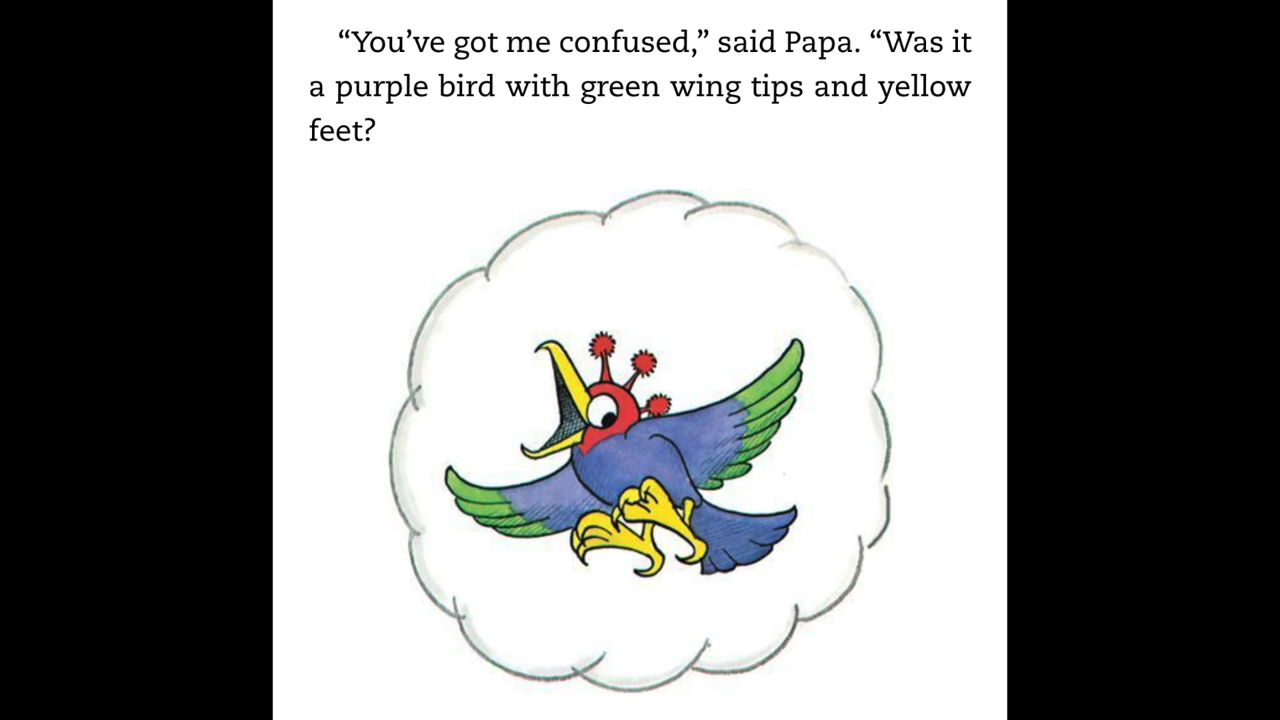 “You’ve got me confused,” said Papa. “Was it
a purple bird with green wing tips and yellow
feet?